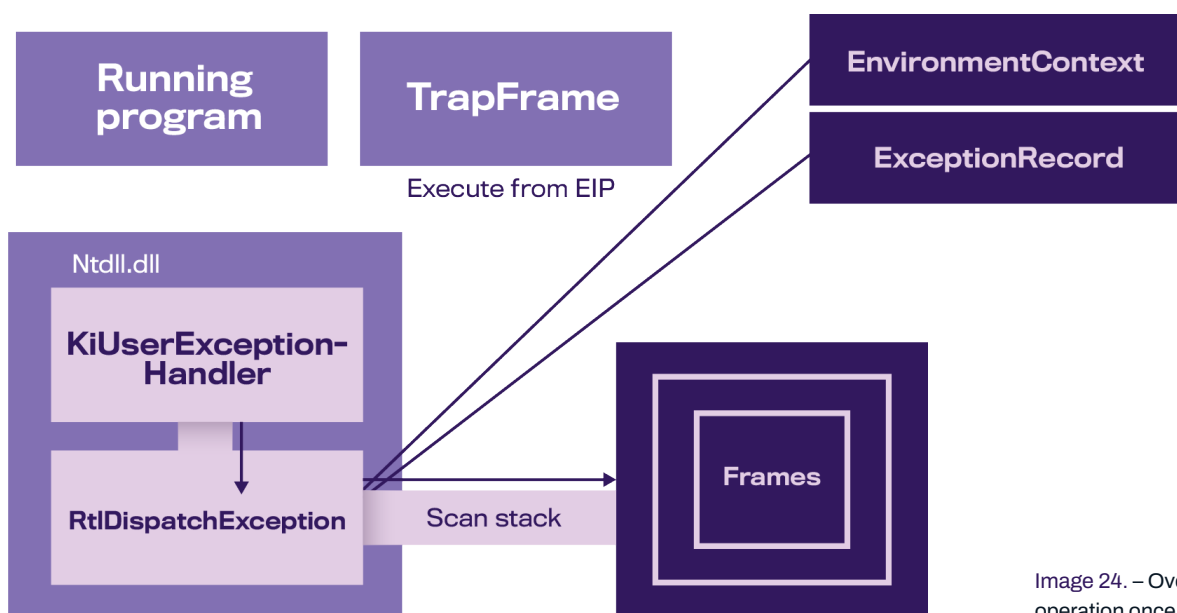 Running
program
TrapFrame
Execute from EIP
EnvironmentContext
ExceptionRecord
Ntdll.dll
KiUserException-
Handler
RtlDispatchException
Scan stack
Frames
Image 24. – Ove
operation once